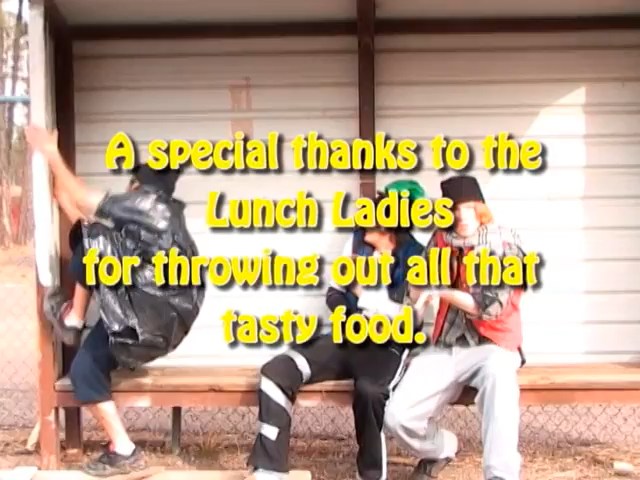 A special thanks to the
Lunch Ladies
for throwing out all that
tasty food.